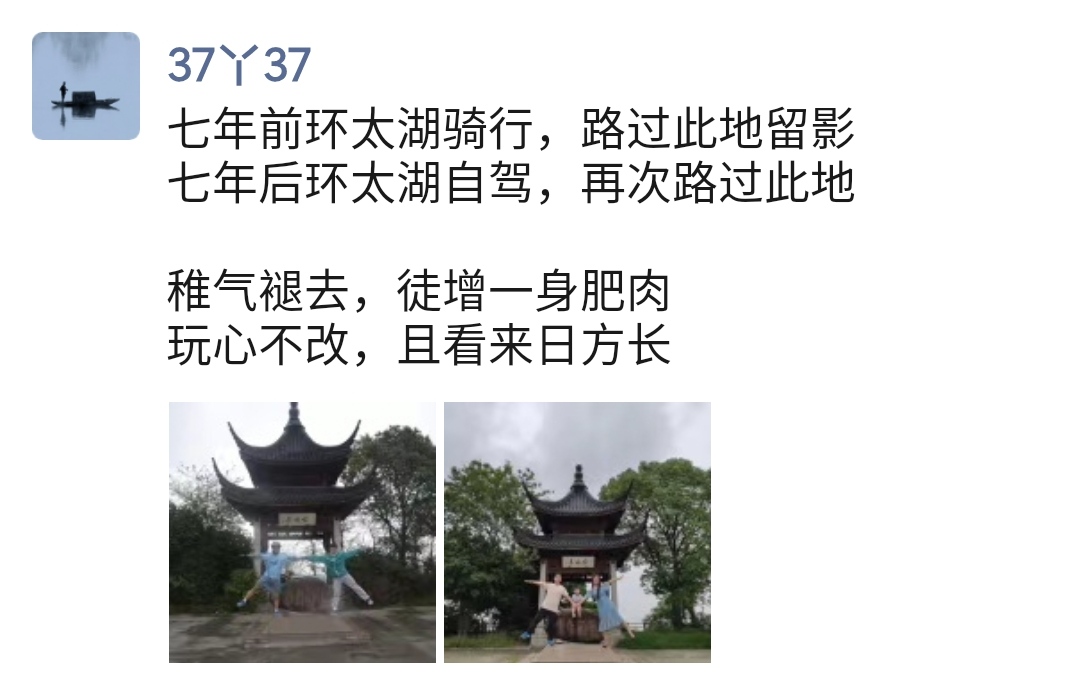 37丫37
七年前环太湖骑行，路过此地留影
七年后环太湖自驾，再次路过此地
稚气褪去，徒增一身肥肉
玩心不改，且看来日方长